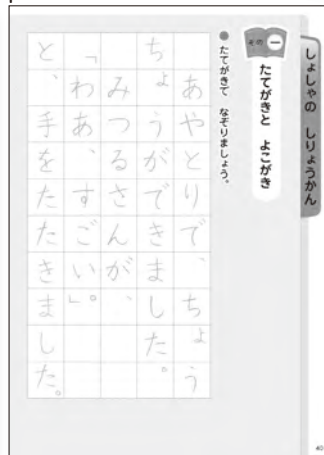 しょしゃの しりょうかん
その一
たてがきと よこがき
● たてがきで なぞりましょう。
あやとりで、ちょう
ちょうができました。
みつるさんが、
「わあ、すごい。」
と、手をたたきました。
40